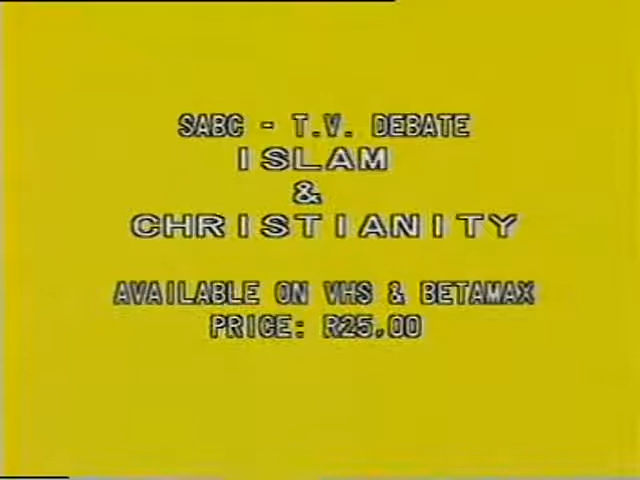 SABC - T.V. DEBATE
ISLAM
&
CHRISTIANITY
AVAILABLE ON VHS & BETAMAX
PRICE: R25,00